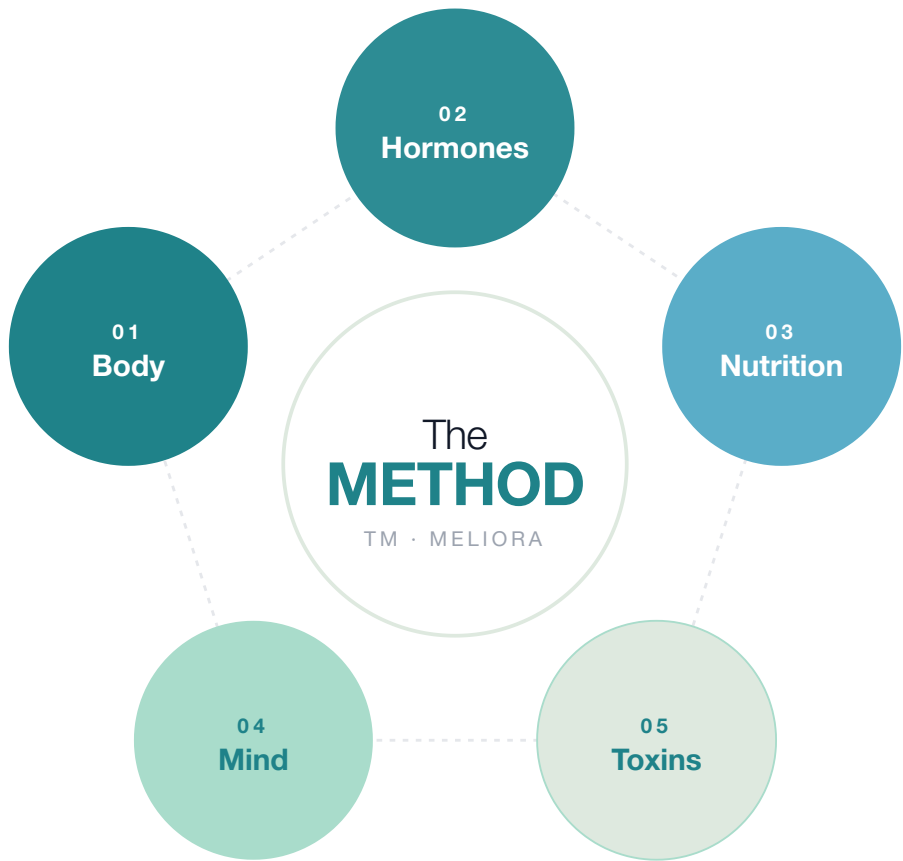 02
Hormones
01
Body
03
Nutrition
The
METHOD
TM · MELIORA
04
Mind
05
Toxins